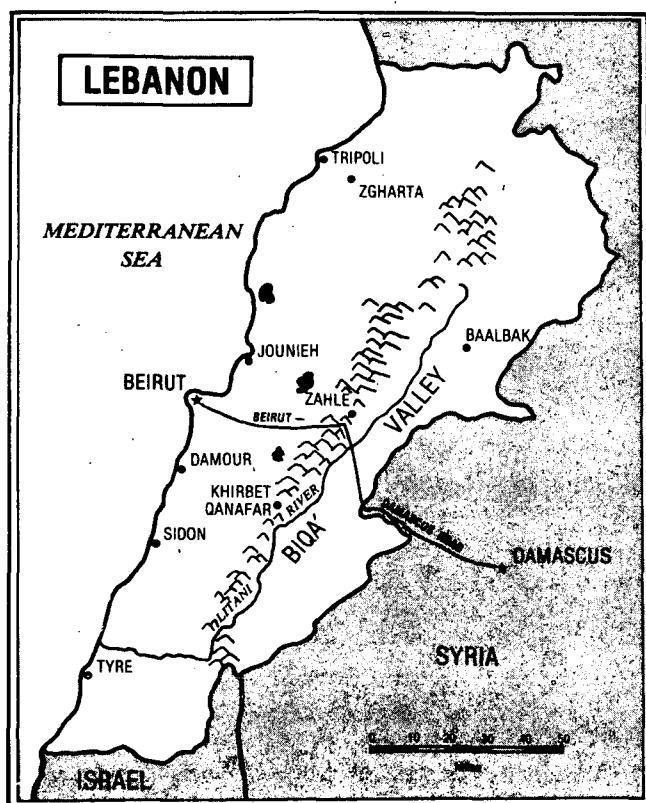 LEBANON
TRIPOLI
ZGHARTA
MEDITERRANEAN
SEA
JOUNIEH
BAALBAK
BEIRUT
ZAHLE
BEIRUT –
VALLEY
DAMOUR
KHIRBET
QANAFAR
RIVER
BIQA'
DAMASCUS ROAD
SIDON
DAMASCUS
LITANI
SYRIA
TYRE
0 10 20 30 40 50
Miles
ISRAEL